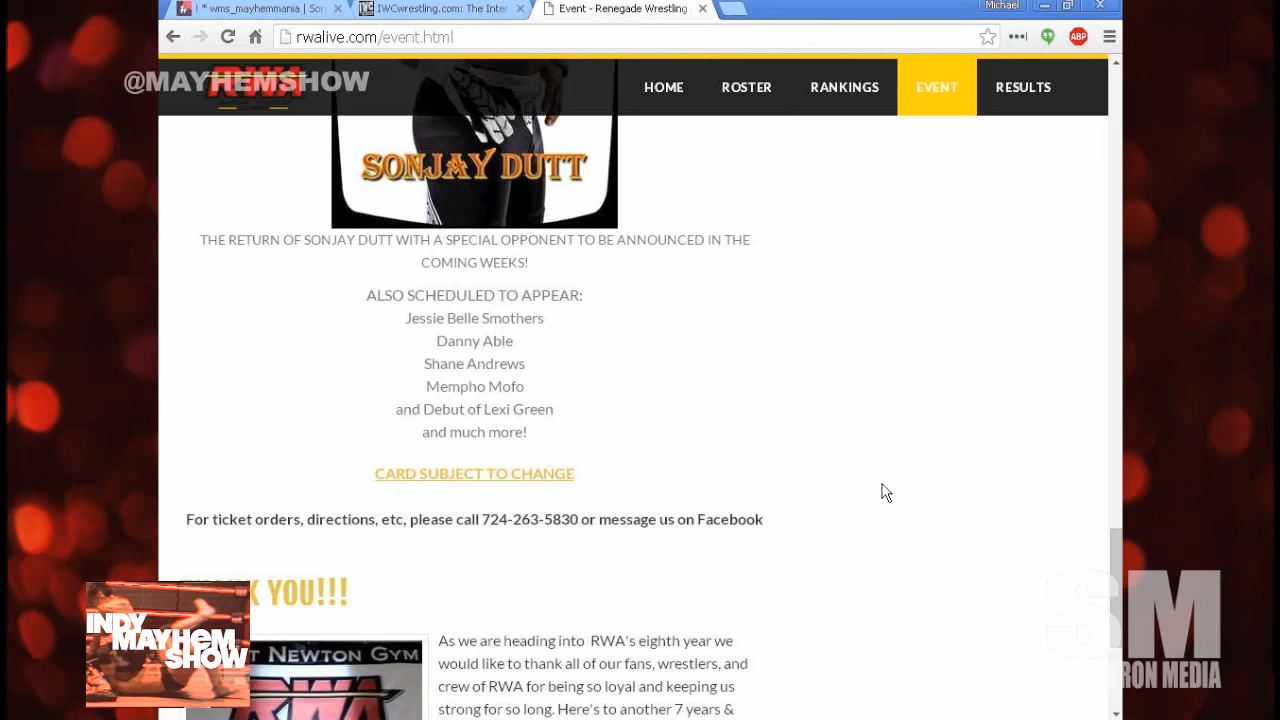 ! * wms_mayhemmania | So
IWCwrestling.com: The Inter
Event - Renegade Wrestling
Michael
rwalive.com/event.html
ABP
@MAYHEMSHOW
RWA
HOME
ROSTER
RANKINGS
EVENT
RESULTS
SONJAY DUTT
THE RETURN OF SONJAY DUTT WITH A SPECIAL OPPONENT TO BE ANNOUNCED IN THE
COMING WEEKS!
ALSO SCHEDULED TO APPEAR:
Jessie Belle Smothers
Danny Able
Shane Andrews
Mempho Mofo
and Debut of Lexi Green
and much more!
CARD SUBJECT TO CHANGE
For ticket orders, directions, etc, please call 724-263-5830 or message us on Facebook
YOU!!!
T NEWTON GYM
RWA
As we are heading into RWA's eighth year we
would like to thank all of our fans, wrestlers, and
crew of RWA for being so loyal and keeping us
strong for so long. Here's to another 7 years &
INDY
MAYHEM
SHOW
SM
TRON MEDIA